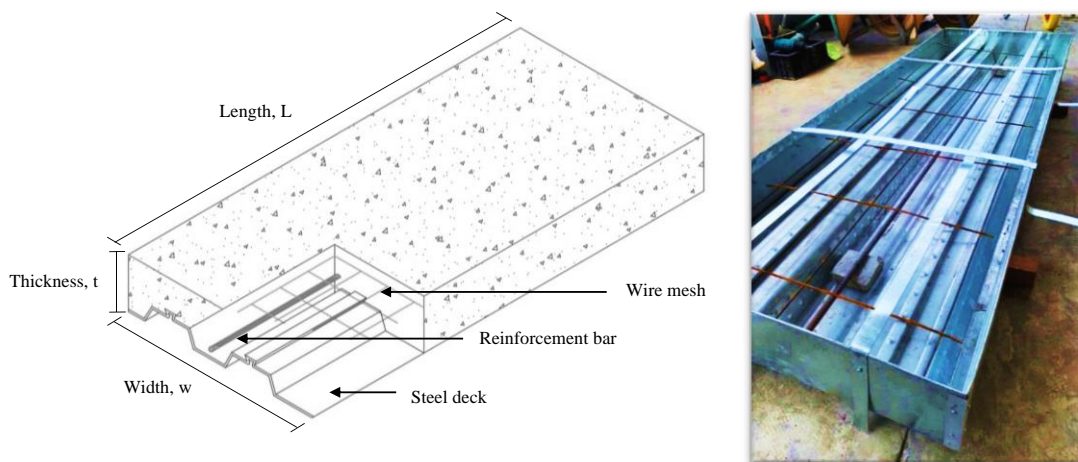 Length, L
Thickness, t
Wire mesh
Reinforcement bar
Width, w
Steel deck